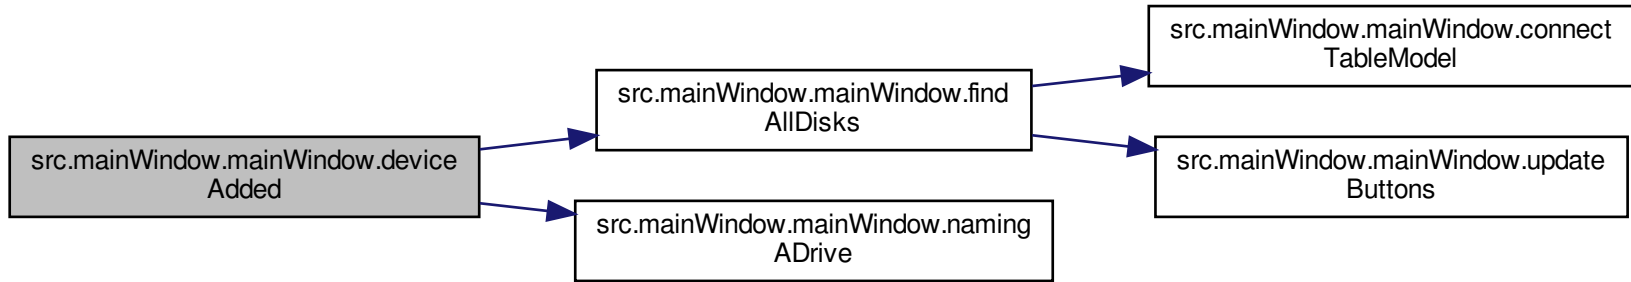 src.mainWindow.mainWindow.device
Added
src.mainWindow.mainWindow.find
AllDisks
src.mainWindow.mainWindow.naming
ADrive
src.mainWindow.mainWindow.connect
TableModel
src.mainWindow.mainWindow.update
Buttons